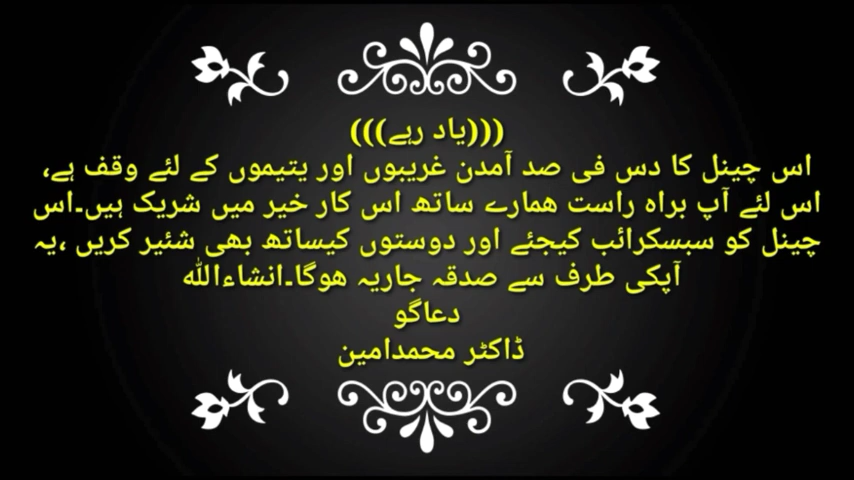 (((یاد رہے)))
اس چینل کا دس فی صد آمدن غریبوں اور یتیموں کے لئے وقف ہے،
اس لئے آپ براہ راست ھمارے ساتھ اس کار خیر میں شریک ہیں۔اس
چینل کو سبسکرائب کیجئے اور دوستوں کیساتھ بھی شئیر کریں ،یہ
آپکی طرف سے صدقہ جاریہ ھوگا۔انشاءاللہ
دعاگو
ڈاکٹر محمدامین